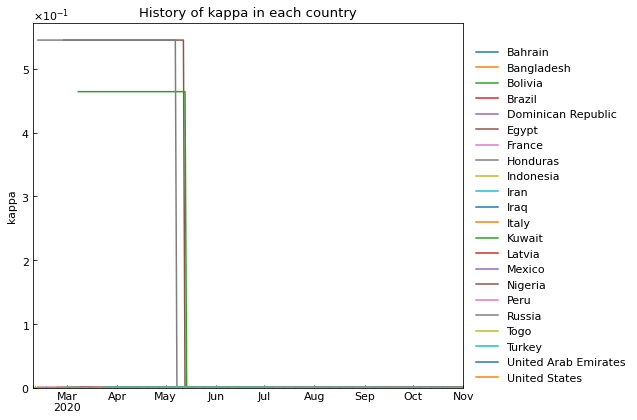 History of kappa in each country
×10⁻¹
5
4
3
2
1
0
kappa
Mar Apr May Jun Jul Aug Sep Oct Nov
2020
Bahrain
Bangladesh
Bolivia
Brazil
Dominican Republic
Egypt
France
Honduras
Indonesia
Iran
Iraq
Italy
Kuwait
Latvia
Mexico
Nigeria
Peru
Russia
Togo
Turkey
United Arab Emirates
United States